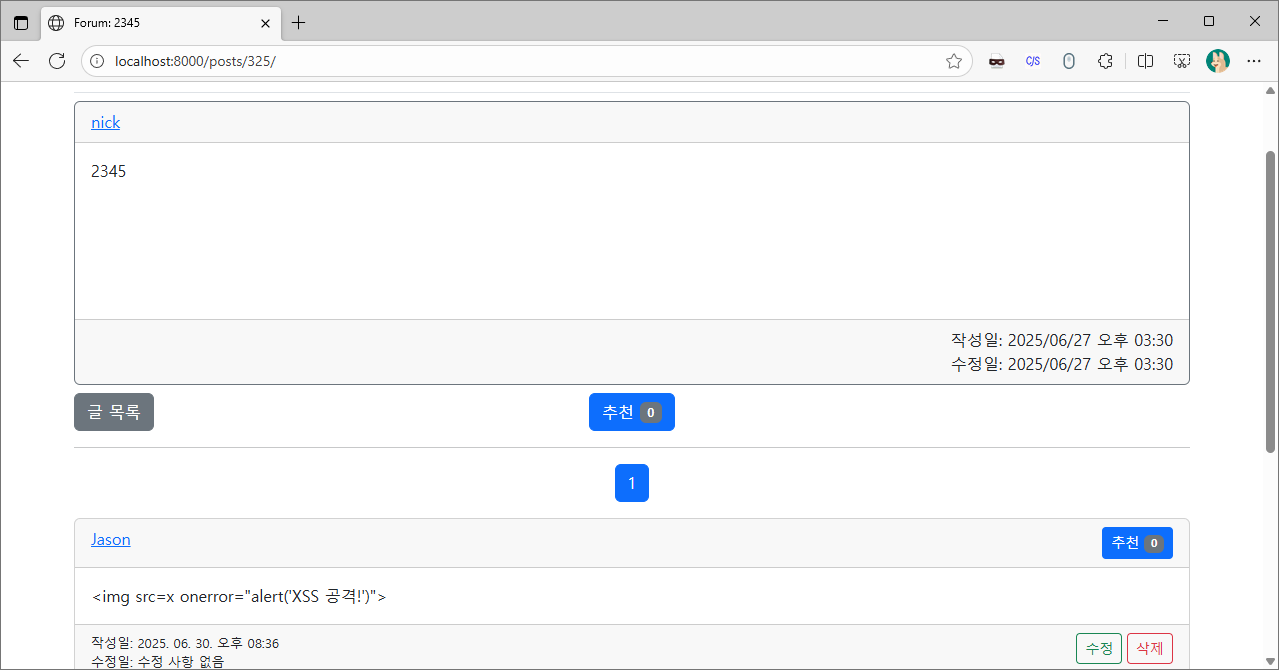 Forum: 2345
localhost:8000/posts/325/
C/S
nick
2345
작성일: 2025/06/27 오후 03:30
수정일: 2025/06/27 오후 03:30
글 목록
추천 0
1
Jason
추천 0
<img src=x onerror="alert('XSS 공격!')">
작성일: 2025. 06. 30. 오후 08:36
수정 삭제
수정일: 수정 사항 없음